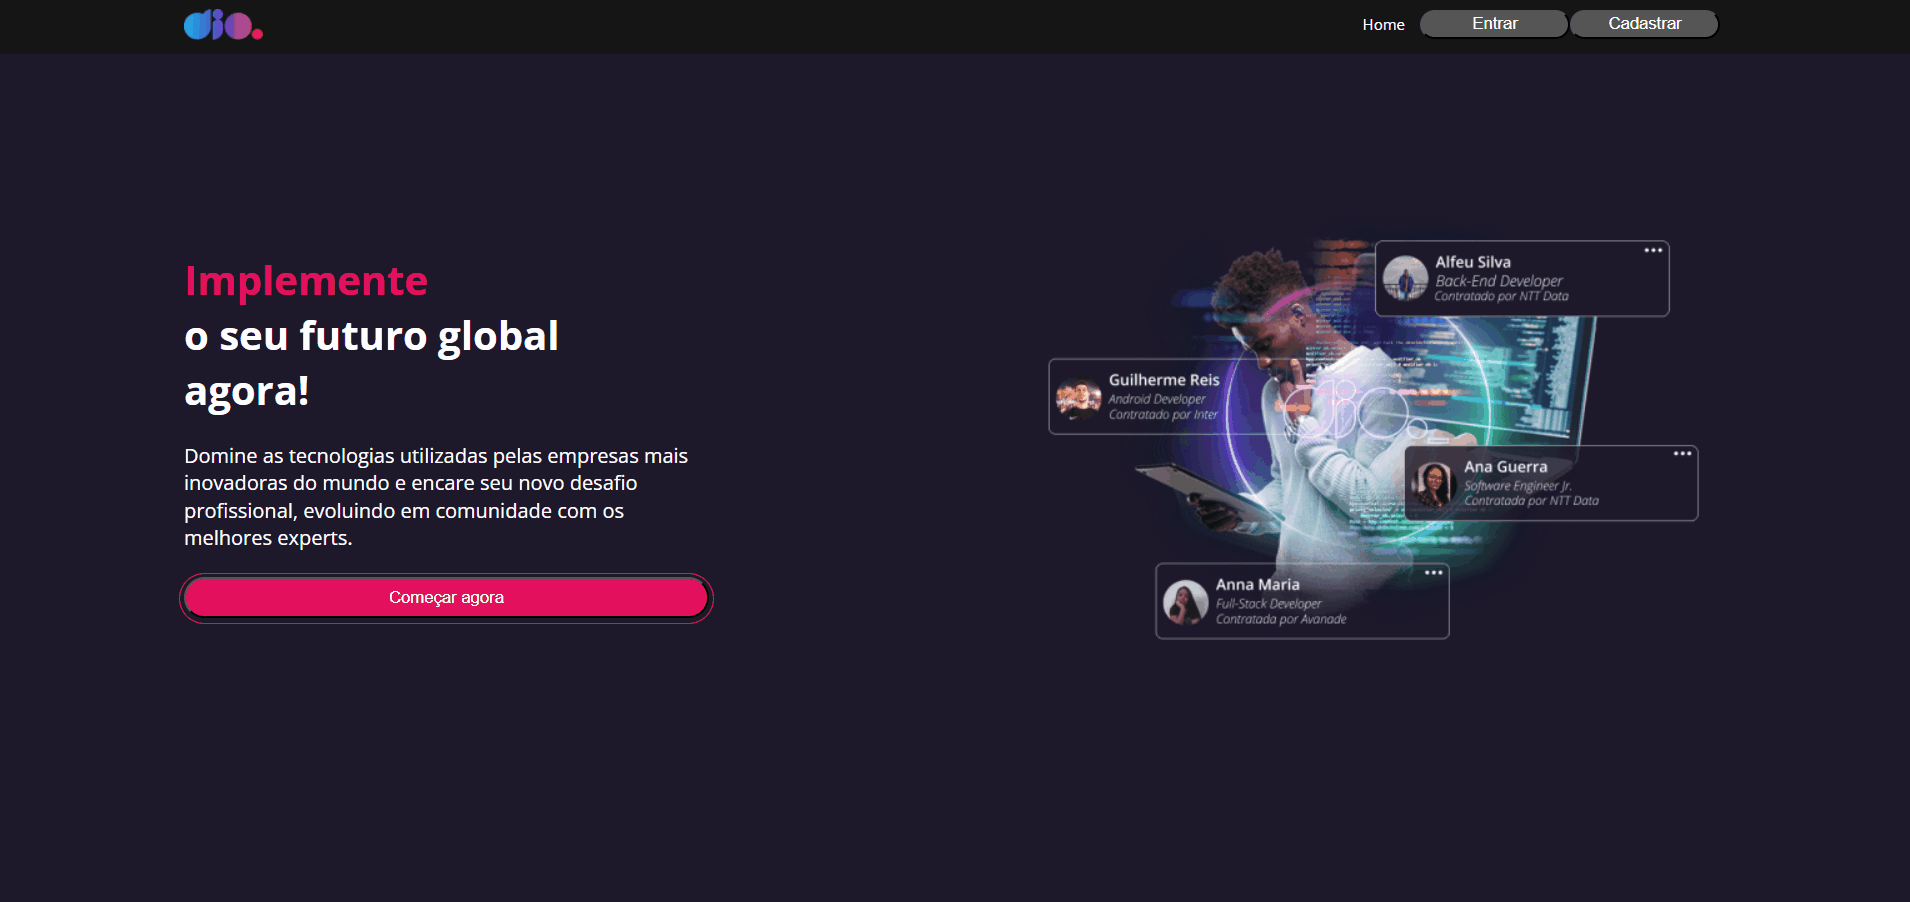 dio.
Home
Entrar
Cadastrar
Implemente
o seu futuro global
agora!
Domine as tecnologias utilizadas pelas empresas mais
inovadoras do mundo e encare seu novo desafio
profissional, evoluindo em comunidade com os
melhores experts.
Começar agora
Alfeu Silva
Back-End Developer
Contratado por NTT Data
Guilherme Reis
Android Developer
Contratado por Inter
dio.
Ana Guerra
Software Engineer Jr.
Contratada por NTT Data
Anna Maria
Full-Stack Developer
Contratada por Avanade